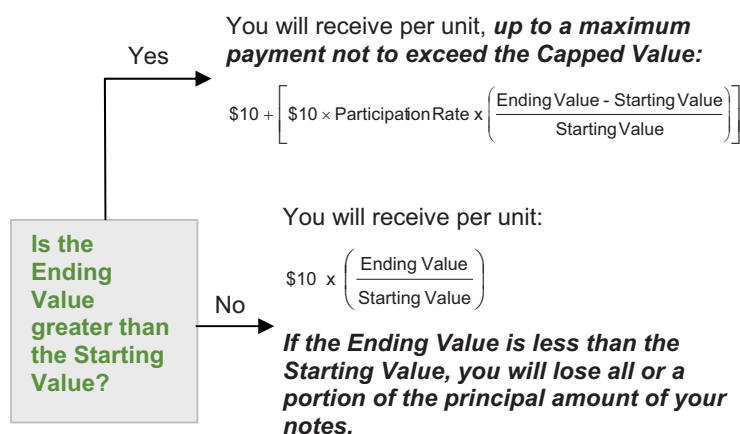 You will receive per unit, up to a maximum
Yes
payment not to exceed the Capped Value:
$10 + [ $10 × Participation Rate x ( Ending Value - Starting Value / Starting Value ) ]
You will receive per unit:
Is the
Ending
Value
greater than
the Starting
Value?
No
$10 x ( Ending Value / Starting Value )
If the Ending Value is less than the
Starting Value, you will lose all or a
portion of the principal amount of your
notes.